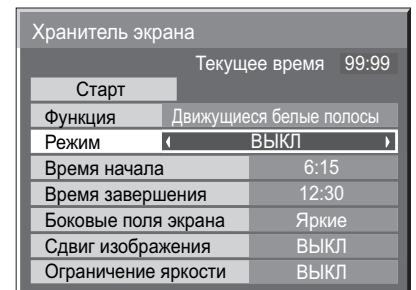 Хранитель экрана
Текущее время 99:99
Старт
Функция Движущиеся белые полосы
Режим ВЫКЛ
Время начала 6:15
Время завершения 12:30
Боковые поля экрана Яркие
Сдвиг изображения ВЫКЛ
Ограничение яркости ВЫКЛ